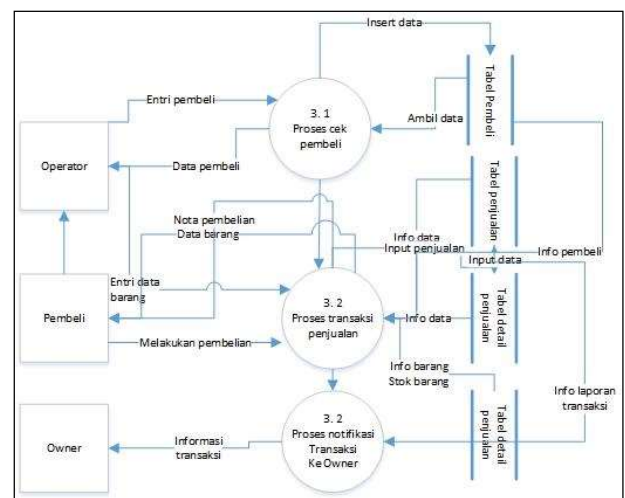 Insert data
Entri pembeli
3. 1
Proses cek
pembeli
Tabel Pembeli
Ambil data
Operator
Data pembeli
Tabel penjualan
Nota pembelian
Data barang
Info data
Input penjualan
Info pembeli
Input data
Entri data
barang
Pembeli
3. 2
Proses transaksi
penjualan
Info data
Tabel detail
penjualan
Melakukan pembelian
Info barang
Stok barang
Info laporan
transaksi
3. 2
Proses notifikasi
Transaksi
Ke Owner
Tabel detail
penjualan
Owner
Informasi
transaksi